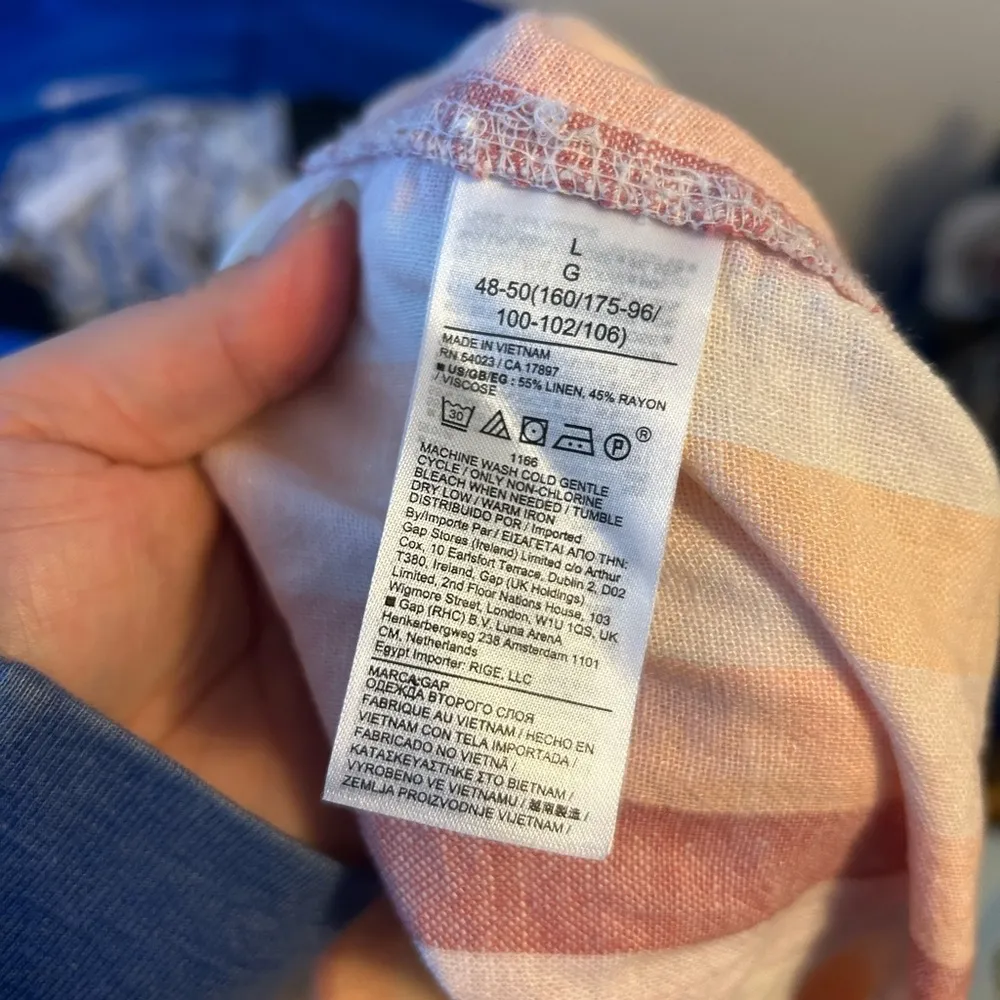 L
G
48-50(160/175-96/
100-102/106)
MADE IN VIETNAM
RN 54023 / CA 17897
■ US/GB/EG : 55% LINEN, 45% RAYON
/ VISCOSE
30 P ®
1166
MACHINE WASH COLD GENTLE
CYCLE / ONLY NON-CHLORINE
BLEACH WHEN NEEDED / TUMBLE
DRY LOW / WARM IRON
DISTRIBUIDO POR / Imported
By/Importe Par / ΕΙΣΑΓΕΤΑΙ ΑΠΟ ΤΗΝ:
Gap Stores (Ireland) Limited c/o Arthur
Cox, 10 Earlsfort Terrace, Dublin 2, D02
T380, Ireland, Gap (UK Holdings)
Limited, 2nd Floor Nations House, 103
Wigmore Street, London, W1U 1QS, UK
■ Gap (RHC) B.V. Luna ArenA
Herikerbergweg 238 Amsterdam 1101
CM, Netherlands
Egypt Importer: RIGE, LLC
MARCA:GAP
ОДЕЖДА ВТОРОГО СЛОЯ
FABRIQUE AU VIETNAM / HECHO EN
VIETNAM CON TELA IMPORTADA /
FABRICADO NO VIETNÃ /
ΚΑΤΑΣΚΕΥΑΣΤΗΚΕ ΣΤΟ ΒΙΕΤΝΑΜ /
VYROBENO VE VIETNAMU / 越南製造 /
ZEMLJA PROIZVODNJE VIJETNAM /